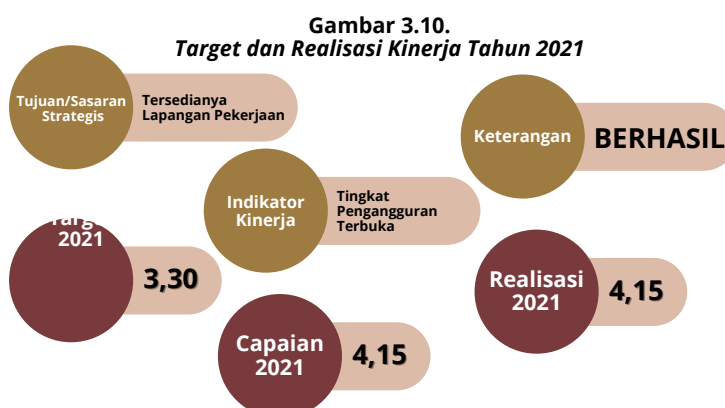 Gambar 3.10.
Target dan Realisasi Kinerja Tahun 2021
Tujuan/Sasaran
Strategis
Tersedianya
Lapangan Pekerjaan
Keterangan
BERHASIL
Indikator
Kinerja
Tingkat
Pengangguran
Terbuka
Target
2021
3,30
Realisasi
2021
4,15
Capaian
2021
4,15